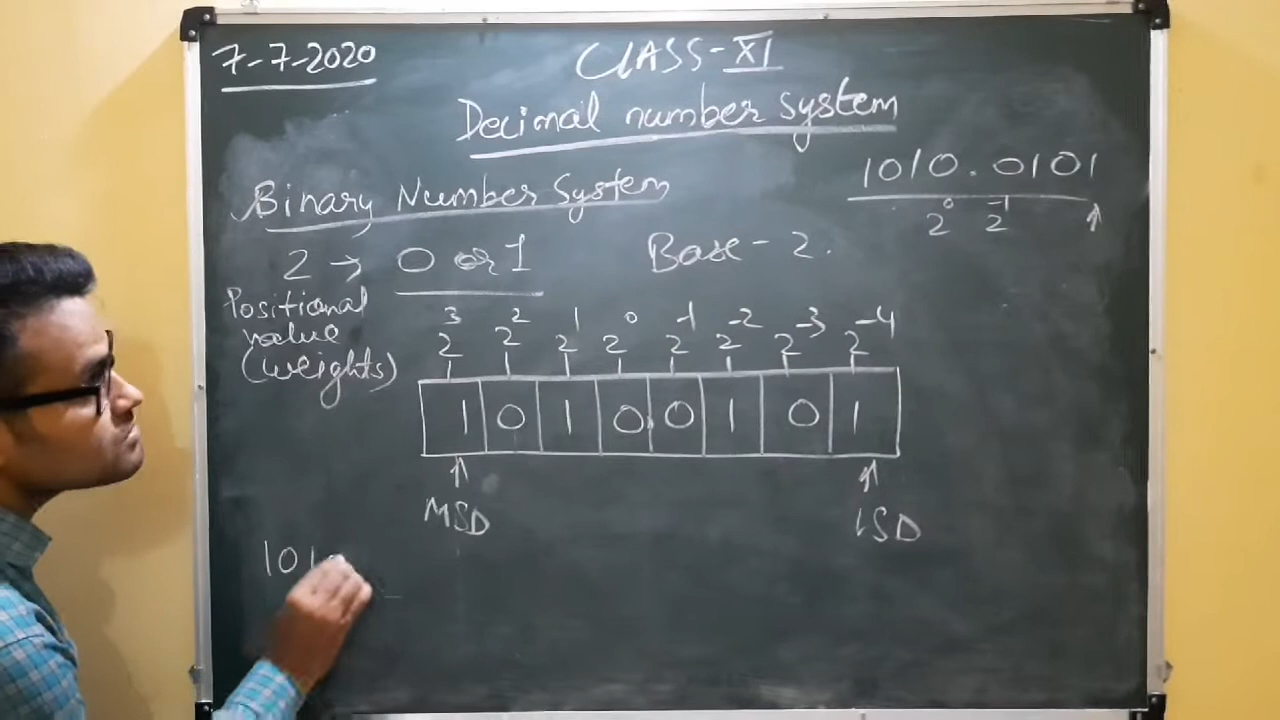 7-7-2020
CLASS-XI
Decimal number system
Binary Number System
1010.0101
2⁰ 2⁻¹
2 → 0 or 1
Base - 2.
Positional
value
(weights)
2³ 2² 2¹ 2⁰ 2⁻¹ 2⁻² 2⁻³ 2⁻⁴
1 0 1 0 . 0 1 0 1
MSD
LSD
101